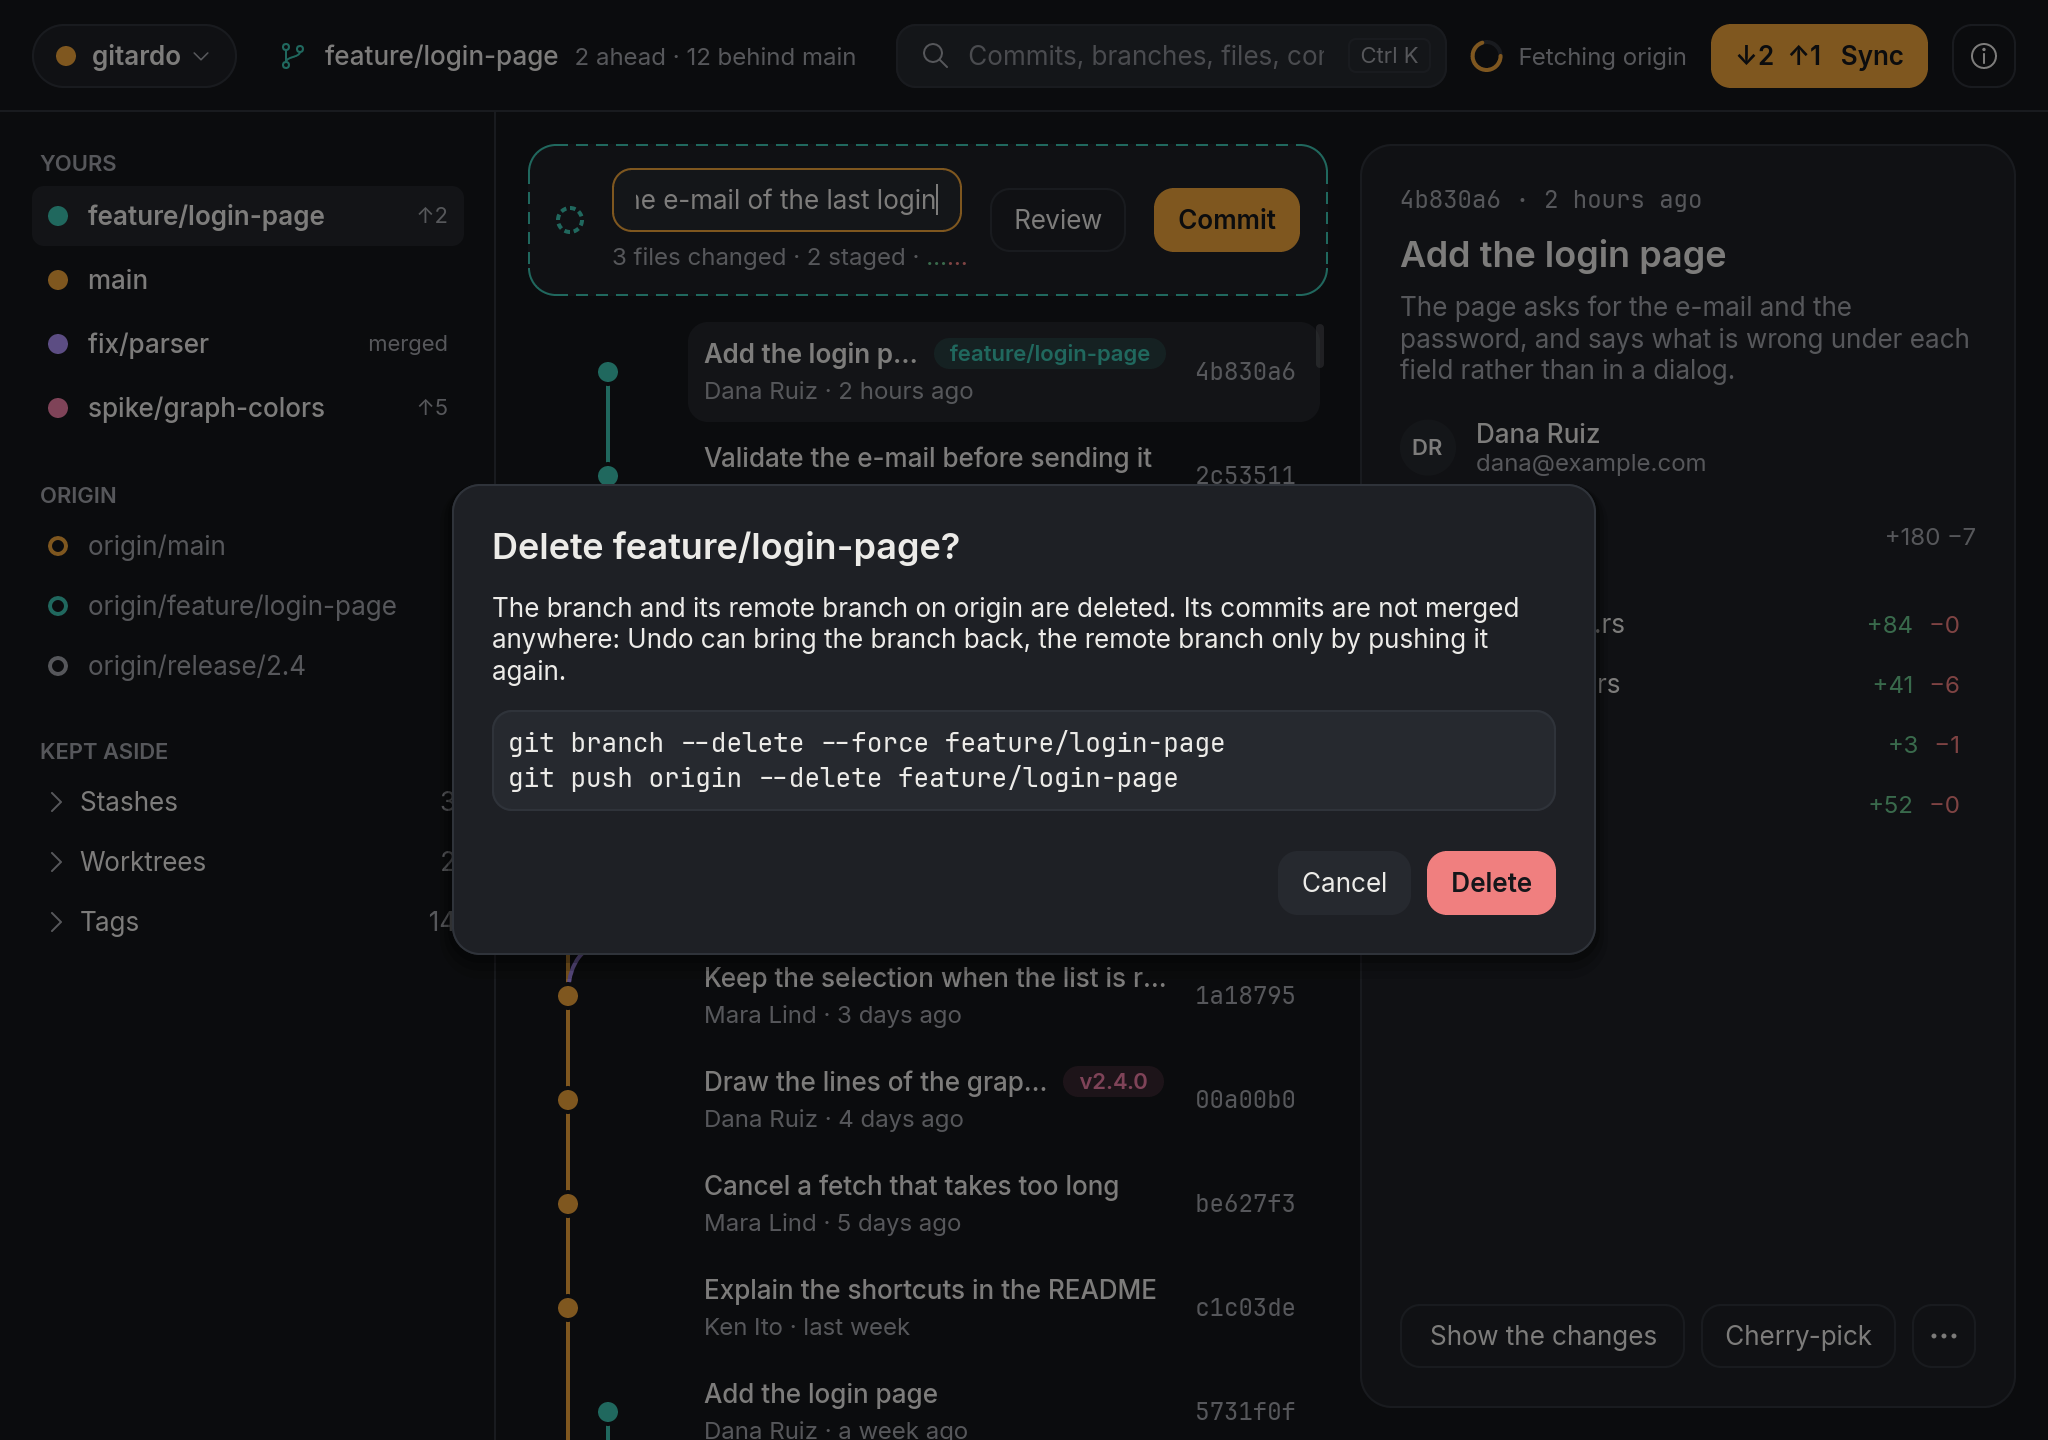 gitardo
feature/login-page 2 ahead · 12 behind main
Commits, branches, files, cor
Ctrl K
Fetching origin
↓2 ↑1 Sync
YOURS
feature/login-page ↑2
main
fix/parser merged
spike/graph-colors ↑5
ORIGIN
origin/main
origin/feature/login-page
origin/release/2.4
KEPT ASIDE
Stashes 3
Worktrees 2
Tags 14
e e-mail of the last login
3 files changed · 2 staged · ......
Review
Commit
Add the login p... feature/login-page 4b830a6
Dana Ruiz · 2 hours ago
Validate the e-mail before sending it 2c53511
Delete feature/login-page?
The branch and its remote branch on origin are deleted. Its commits are not merged
anywhere: Undo can bring the branch back, the remote branch only by pushing it
again.
git branch --delete --force feature/login-page
git push origin --delete feature/login-page
Cancel
Delete
Keep the selection when the list is r... 1a18795
Mara Lind · 3 days ago
Draw the lines of the grap... v2.4.0 00a00b0
Dana Ruiz · 4 days ago
Cancel a fetch that takes too long be627f3
Mara Lind · 5 days ago
Explain the shortcuts in the README c1c03de
Ken Ito · last week
Add the login page 5731f0f
Dana Ruiz · a week ago
4b830a6 · 2 hours ago
Add the login page
The page asks for the e-mail and the
password, and says what is wrong under each
field rather than in a dialog.
DR
Dana Ruiz
dana@example.com
+180 −7
.rs +84 −0
rs +41 −6
+3 −1
+52 −0
Show the changes
Cherry-pick
···